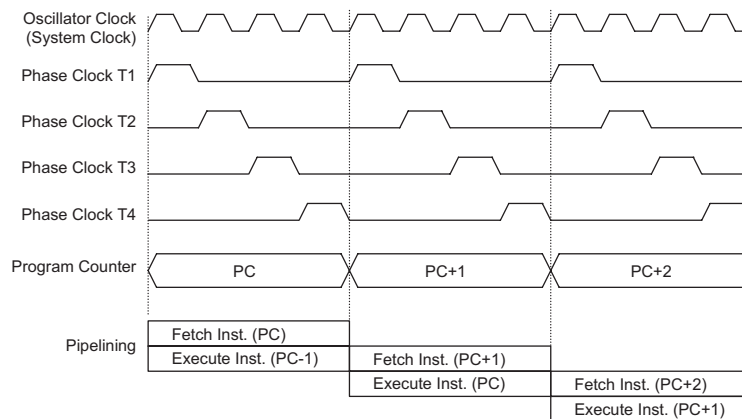 Oscillator Clock
(System Clock)
Phase Clock T1
Phase Clock T2
Phase Clock T3
Phase Clock T4
Program Counter
PC
PC+1
PC+2
Pipelining
Fetch Inst. (PC)
Execute Inst. (PC-1)
Fetch Inst. (PC+1)
Execute Inst. (PC)
Fetch Inst. (PC+2)
Execute Inst. (PC+1)